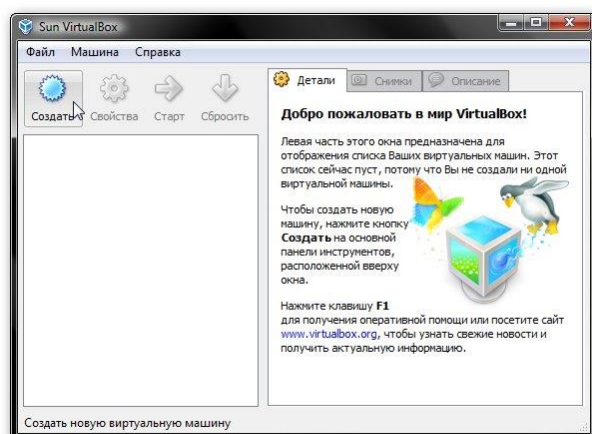 Sun VirtualBox
Файл Машина Справка
Создать Свойства Старт Сбросить
Детали Снимки Описание
Добро пожаловать в мир VirtualBox!
Левая часть этого окна предназначена для
отображения списка Ваших виртуальных машин. Этот
список сейчас пуст, потому что Вы не создали ни одной
виртуальной машины.
Чтобы создать новую
машину, нажмите кнопку
Создать на основной
панели инструментов,
расположенной вверху
окна.
Нажмите клавишу F1
для получения оперативной помощи или посетите сайт
www.virtualbox.org, чтобы узнать свежие новости и
получить актуальную информацию.
Создать новую виртуальную машину